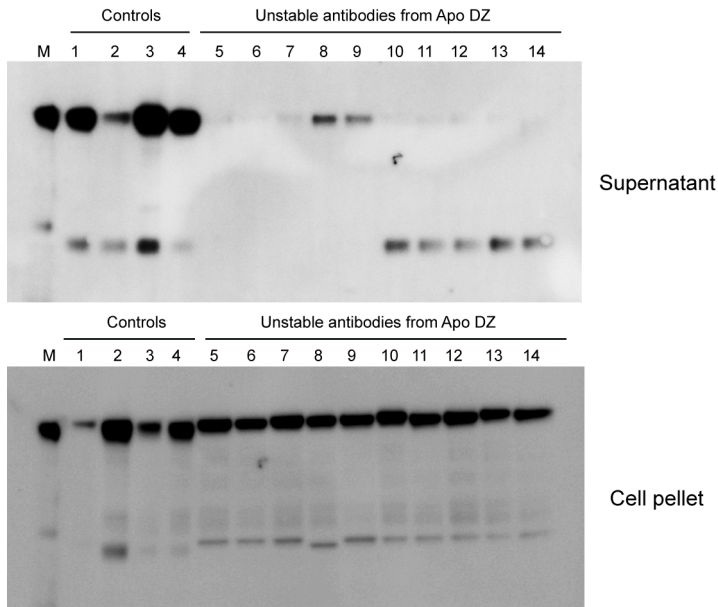 Controls Unstable antibodies from Apo DZ
M 1 2 3 4 5 6 7 8 9 10 11 12 13 14
Supernatant
Controls Unstable antibodies from Apo DZ
M 1 2 3 4 5 6 7 8 9 10 11 12 13 14
Cell pellet